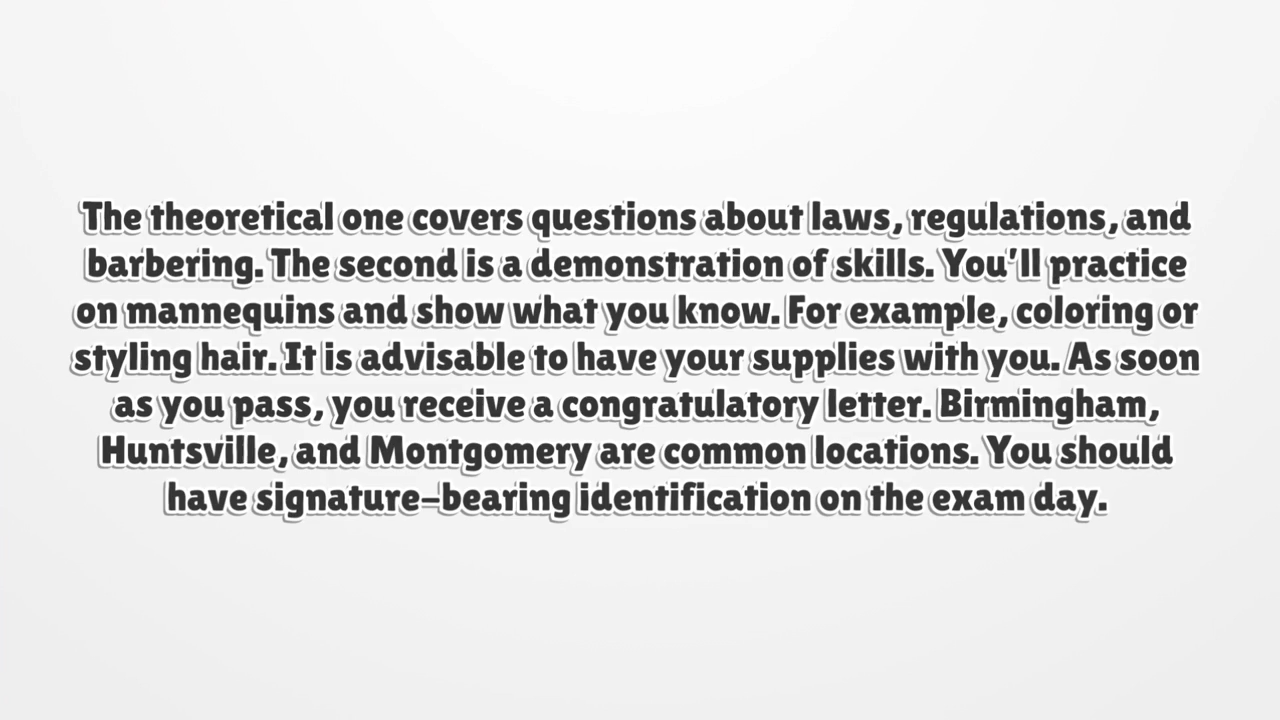 The theoretical one covers questions about laws, regulations, and
barbering. The second is a demonstration of skills. You'll practice
on mannequins and show what you know. For example, coloring or
styling hair. It is advisable to have your supplies with you. As soon
as you pass, you receive a congratulatory letter. Birmingham,
Huntsville, and Montgomery are common locations. You should
have signature–bearing identification on the exam day.